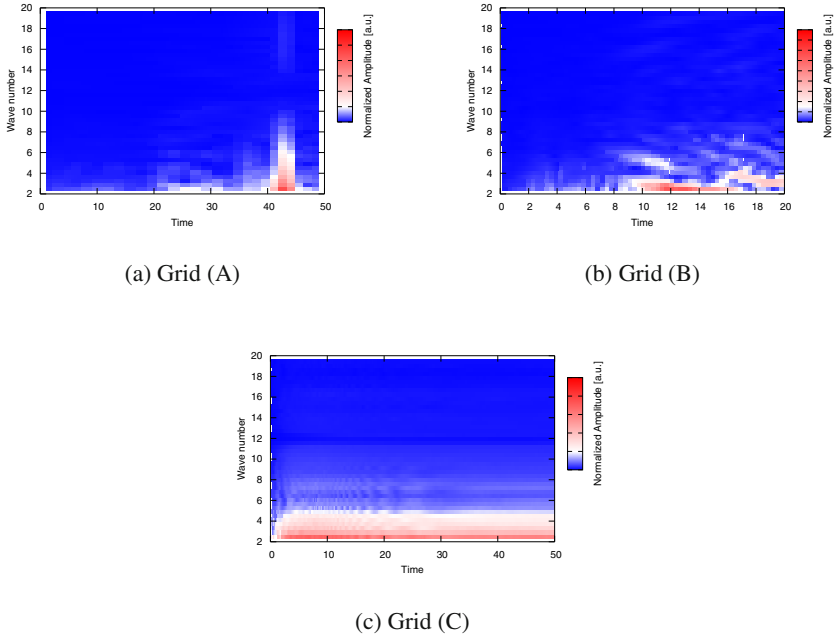 20
18
16
14
12
10
8
6
4
2
Wave number
0 10 20 30 40 50
Time
Normalized Amplitude [a.u.]
(a) Grid (A)
20
18
16
14
12
10
8
6
4
2
Wave number
0 2 4 6 8 10 12 14 16 18 20
Time
Normalized Amplitude [a.u.]
(b) Grid (B)
20
18
16
14
12
10
8
6
4
2
Wave number
0 10 20 30 40 50
Time
Normalized Amplitude [a.u.]
(c) Grid (C)